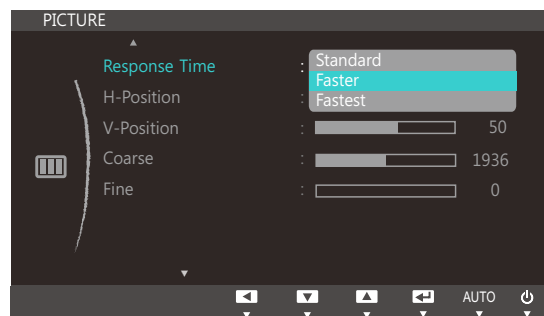 PICTURE
Response Time : Standard
Faster
H-Position : Fastest
V-Position : 50
Coarse : 1936
Fine : 0
AUTO